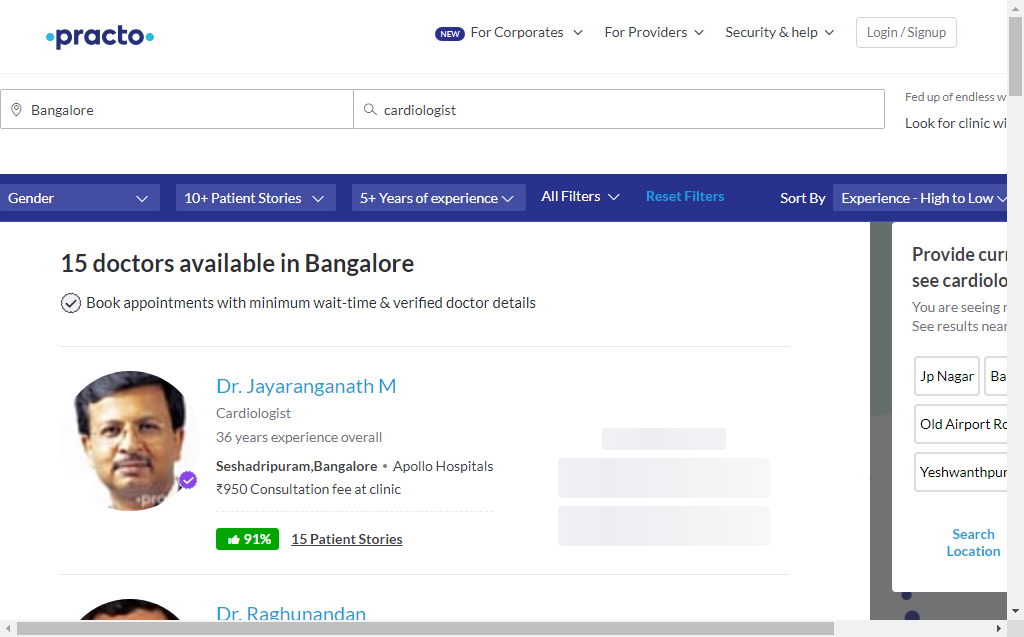 practo
NEW For Corporates
For Providers
Security & help
Login / Signup
Bangalore
cardiologist
Fed up of endless w
Look for clinic wi
Gender
10+ Patient Stories
5+ Years of experience
All Filters
Reset Filters
Sort By
Experience - High to Low
15 doctors available in Bangalore
Book appointments with minimum wait-time & verified doctor details
Dr. Jayaranganath M
Cardiologist
36 years experience overall
Seshadripuram,Bangalore • Apollo Hospitals
₹950 Consultation fee at clinic
91% 15 Patient Stories
Dr. Raghunandan
Provide curr
see cardiolo
You are seeing r
See results near
Jp Nagar
Ba
Old Airport Ro
Yeshwanthpur
Search
Location